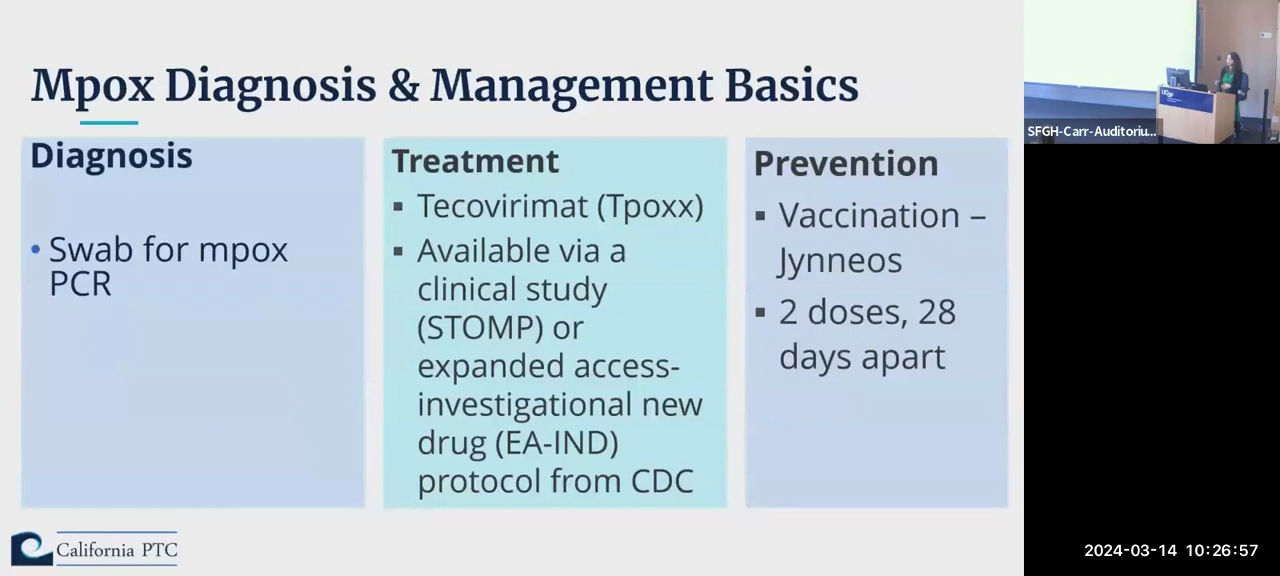 Mpox Diagnosis & Management Basics
Diagnosis
• Swab for mpox
PCR
Treatment
▪ Tecovirimat (Tpoxx)
▪ Available via a
clinical study
(STOMP) or
expanded access-
investigational new
drug (EA-IND)
protocol from CDC
Prevention
▪ Vaccination –
Jynneos
▪ 2 doses, 28
days apart
California PTC
UCSF
SFGH-Carr-Auditoriu...
2024-03-14 10:26:57